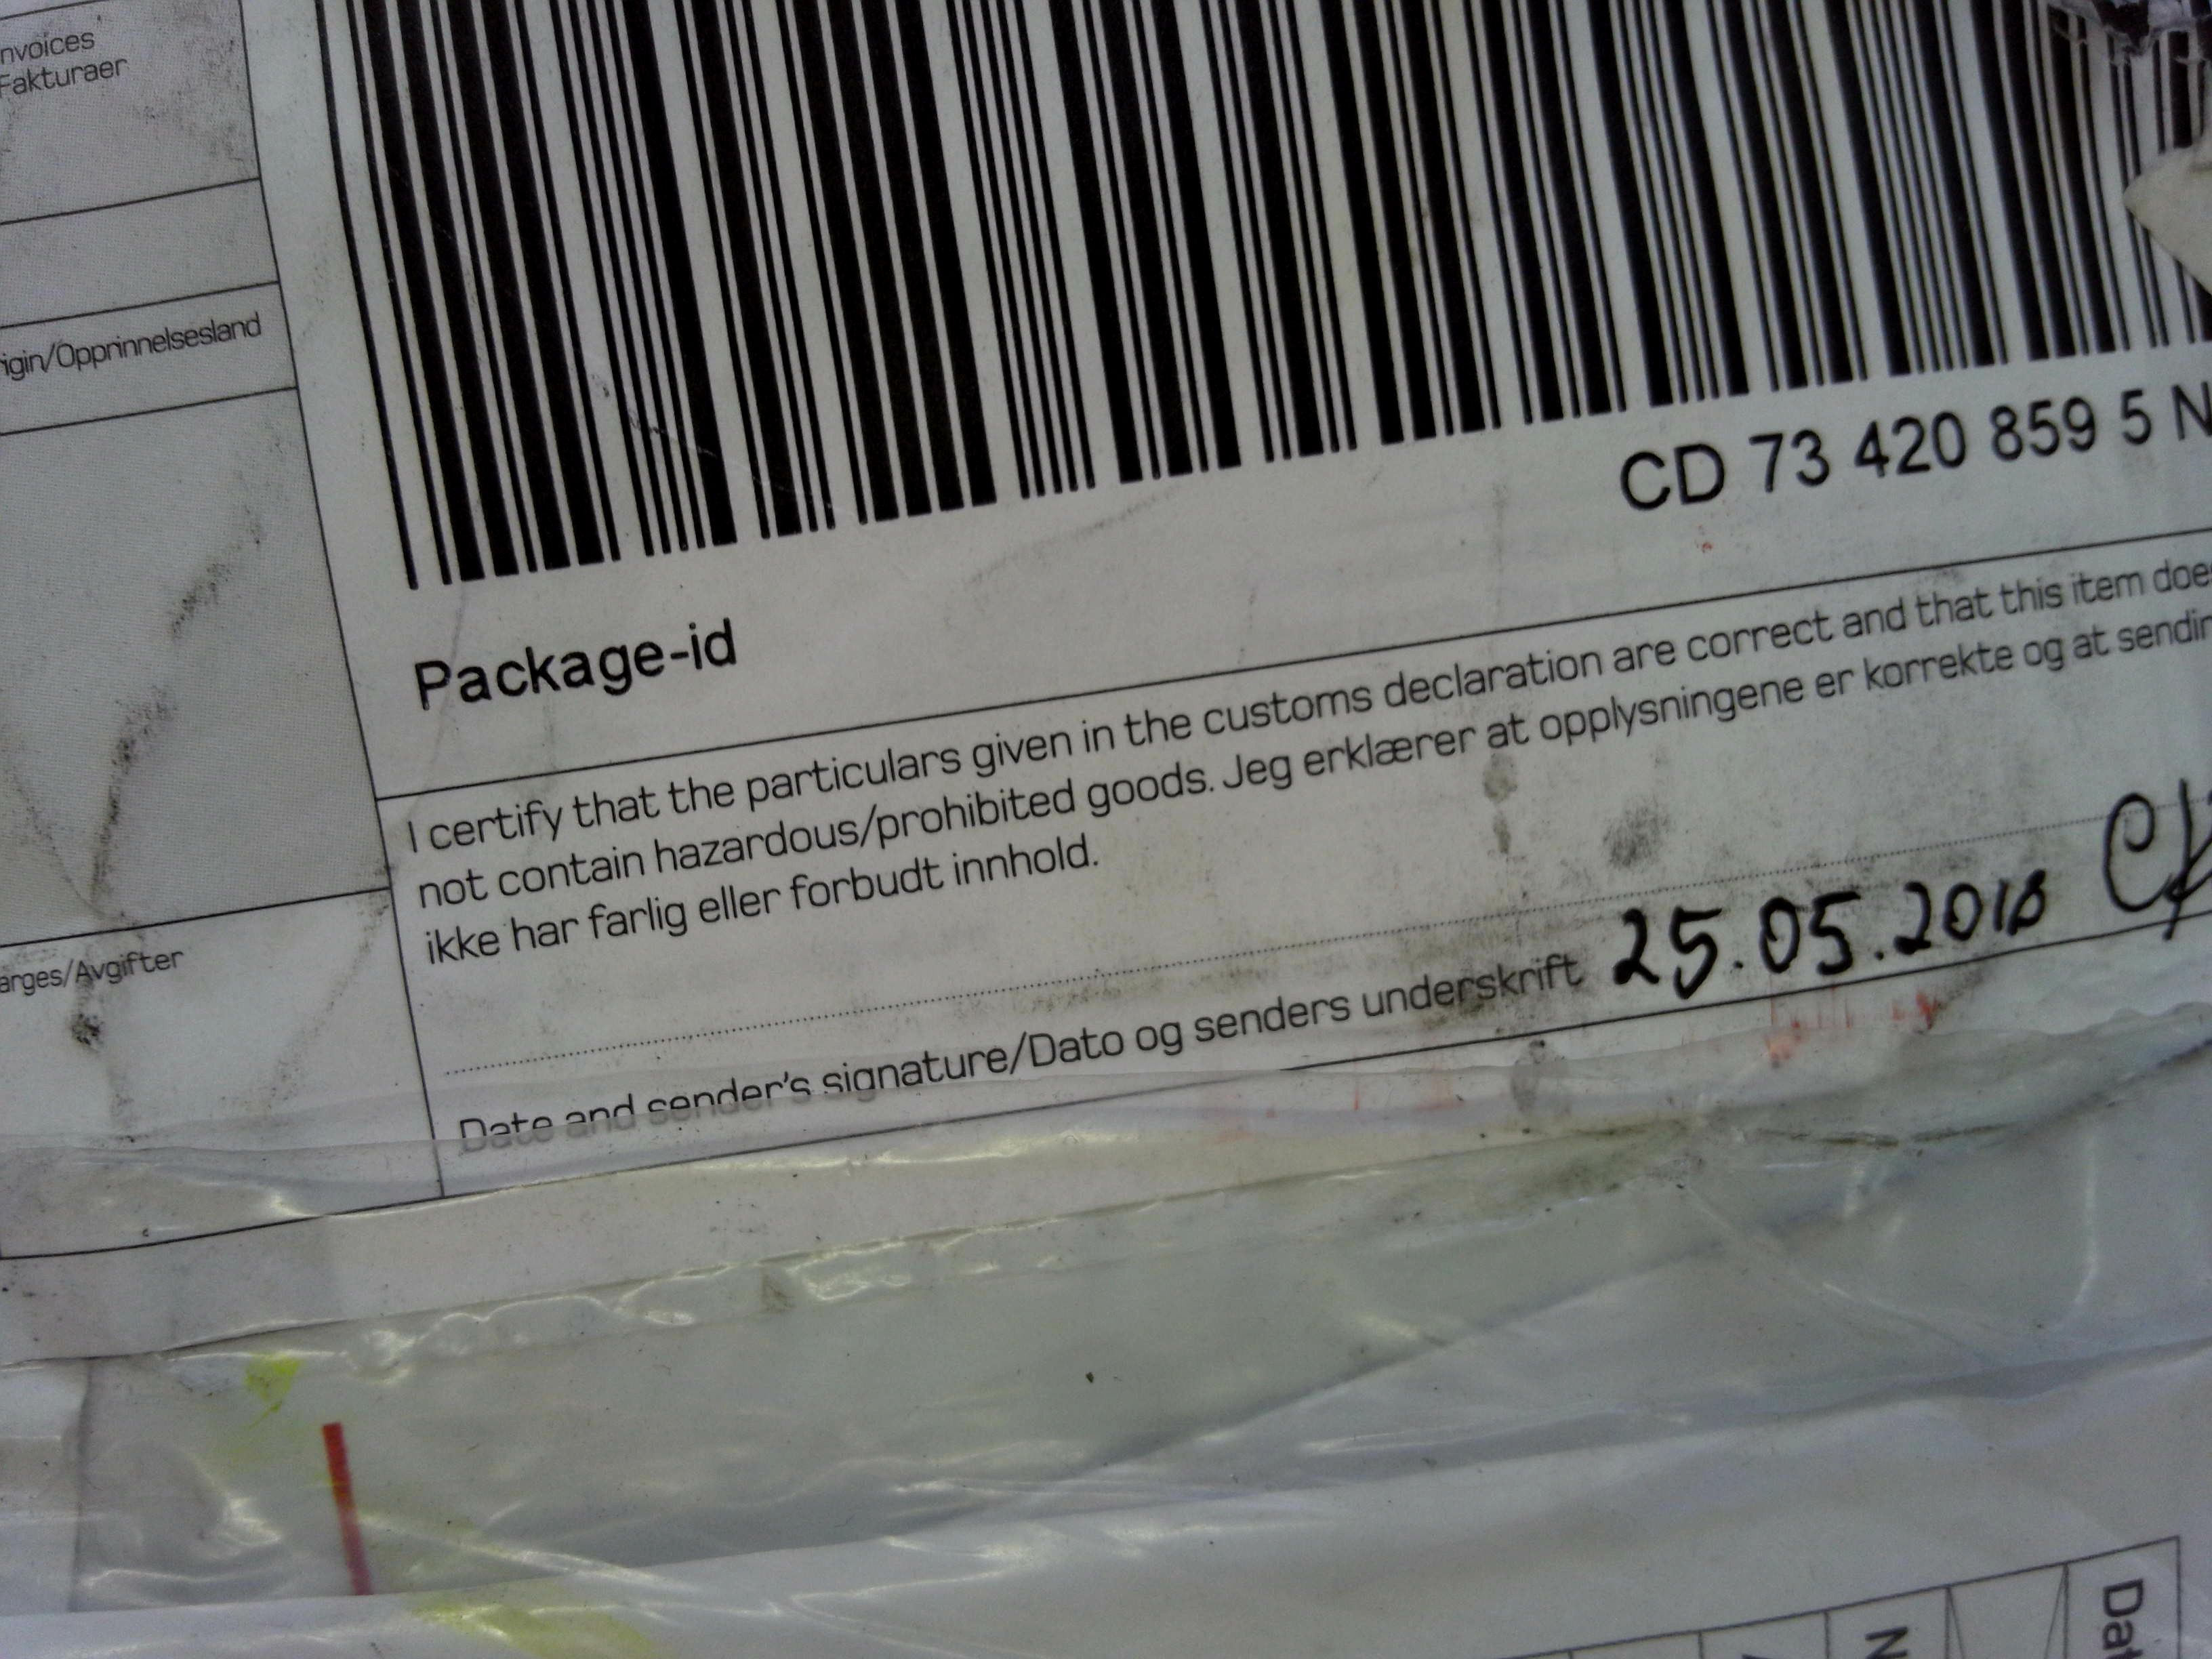 nvoices
Fakturaer
igin/Opprinnelsesland
CD 73 420 859 5 N
Package-id
I certify that the particulars given in the customs declaration are correct and that this item doe
not contain hazardous/prohibited goods. Jeg erklærer at opplysningene er korrekte og at sendin
ikke har farlig eller forbudt innhold.
arges/Avgifter
25.05.2018
Date and sender's signature/Dato og senders underskrift
Dat
N